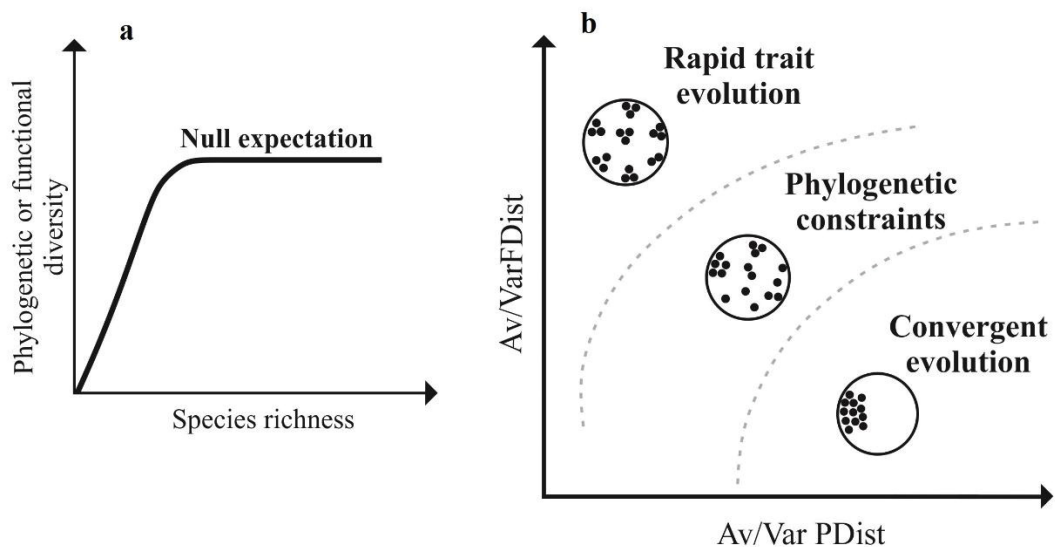 a
Phylogenetic or functional
diversity
Null expectation
Species richness
b
Av/VarFDist
Rapid trait
evolution
Phylogenetic
constraints
Convergent
evolution
Av/Var PDist